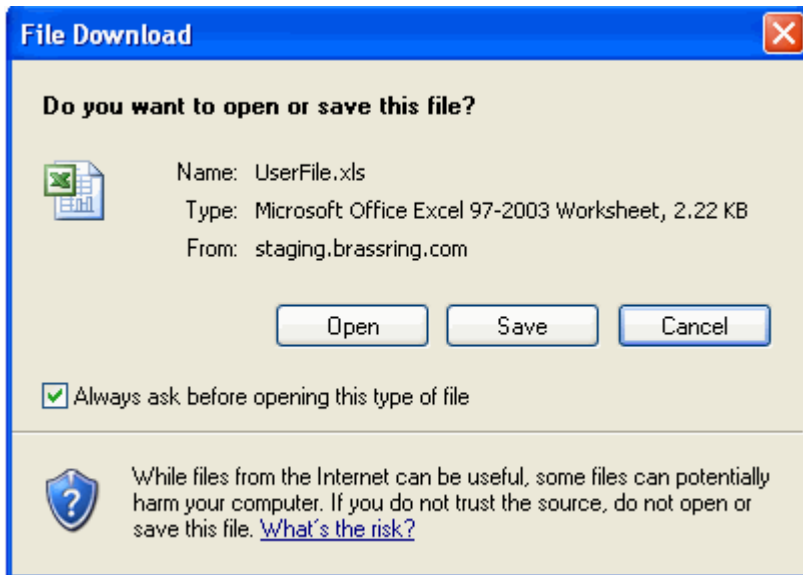 File Download
Do you want to open or save this file?
Name: UserFile.xls
Type: Microsoft Office Excel 97-2003 Worksheet, 2.22 KB
From: staging.brassring.com
Open Save Cancel
Always ask before opening this type of file
While files from the Internet can be useful, some files can potentially
harm your computer. If you do not trust the source, do not open or
save this file. What's the risk?